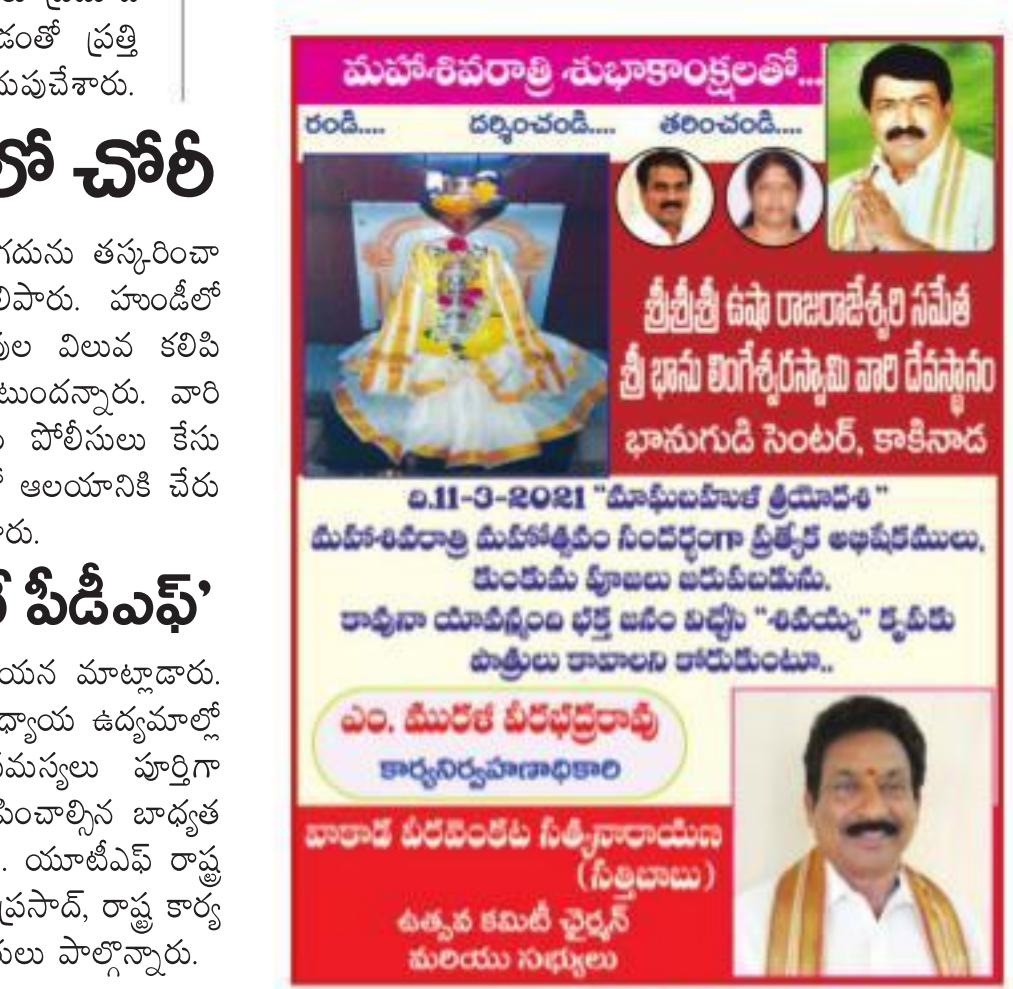 డంతో ప్రత్తి
యపుచేశారు.
లో చోరీ
గదును తస్కరించా
లిపారు. హుండీలో
వుల విలువ కలిపి
టుందన్నారు. వారి
పోలీసులు కేసు
ఆలయానికి చేరు
ారు.
పీడీఎఫ్'
యన మాట్లాడారు.
ధ్యాయ ఉద్యమాల్లో
సమస్యలు పూర్తిగా
పించాల్సిన బాధ్యత
. యూటీఎఫ్ రాష్ట్ర
ప్రసాద్, రాష్ట్ర కార్య
సులు పాల్గొన్నారు.
మహాశివరాత్రి శుభాకాంక్షలతో...
రండి.... దర్శించండి.... తరించండి....
శ్రీశ్రీశ్రీ ఉషా రాజరాజేశ్వరి సమేత
శ్రీ భాను లింగేశ్వరస్వామి వారి దేవస్థానం
భానుగుడి సెంటర్, కాకినాడ
ది.11-3-2021 "మాఘబహుళ త్రయోదశి"
మహాశివరాత్రి మహోత్సవం సందర్భంగా ప్రత్యేక అభిషేకములు,
కుంకుమ పూజలు జరుపబడును.
కావునా యావన్మంది భక్త జనం విచ్చేసి "శివయ్య" కృపకు
పాత్రులు కావాలని కోరుకుంటూ..
ఎం. మురళీ వీరభద్రరావు
కార్యనిర్వహణాధికారి
వాకాడ వీరవెంకట సత్యనారాయణ
(సత్తిబాబు)
ఉత్సవ కమిటీ ఛైర్మన్
మరియు సభ్యులు